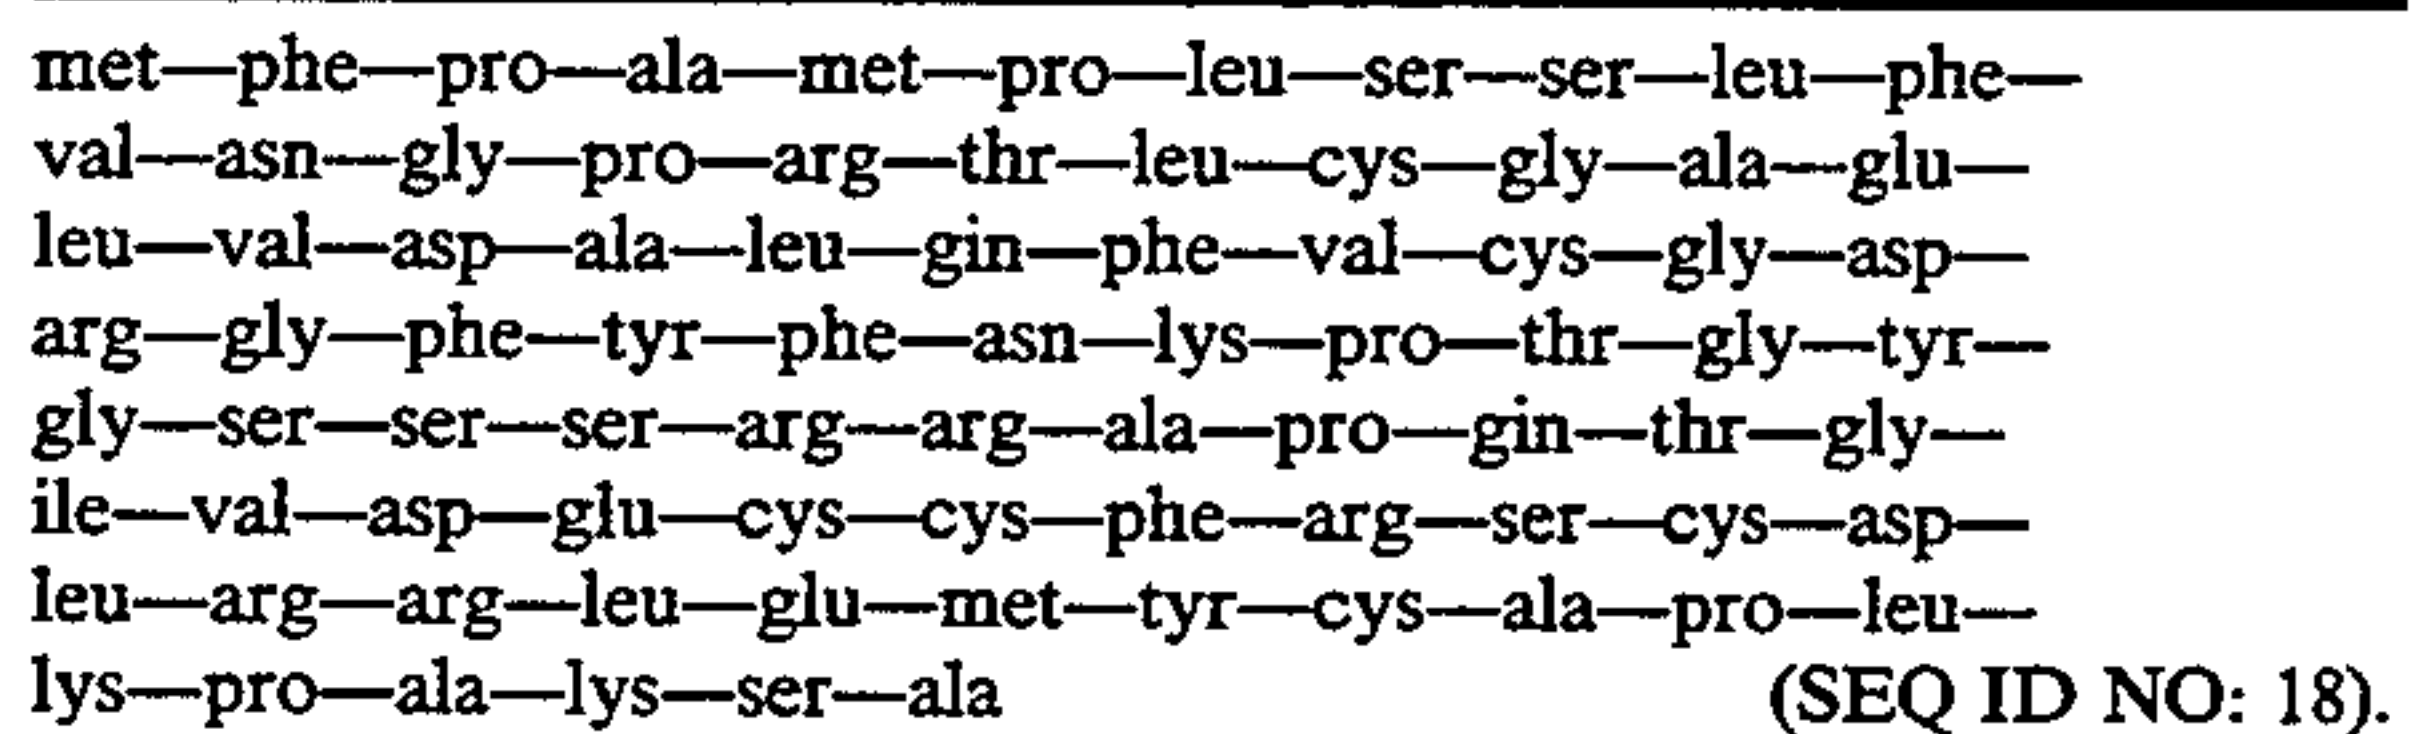 met—phe—pro—ala—met—pro—leu—ser—ser—leu—phe—
val—asn—gly—pro—arg—thr—leu—cys—gly—ala—glu—
leu—val—asp—ala—leu—gin—phe—val—cys—gly—asp—
arg—gly—phe—tyr—phe—asn—lys—pro—thr—gly—tyr—
gly—ser—ser—ser—arg—arg—ala—pro—gin—thr—gly—
ile—val—asp—glu—cys—cys—phe—arg—ser—cys—asp—
leu—arg—arg—leu—glu—met—tyr—cys—ala—pro—leu—
lys—pro—ala—lys—ser—ala (SEQ ID NO: 18).